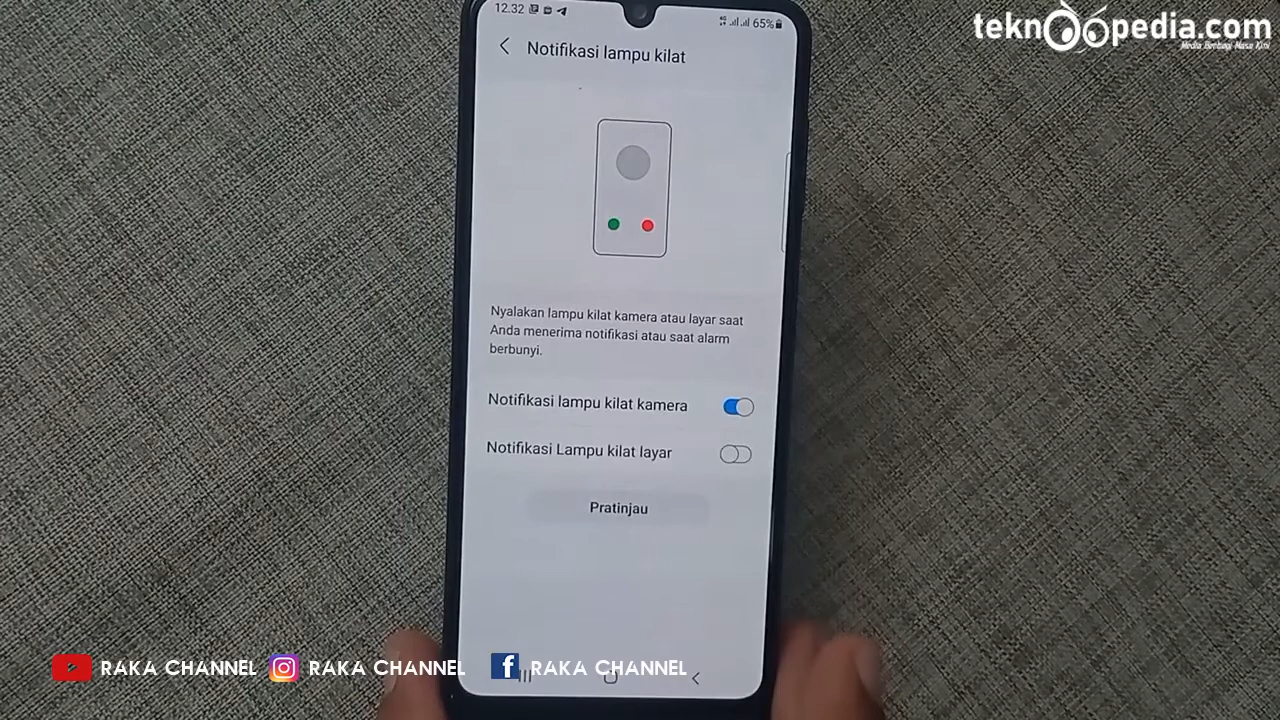 12.32
65%
teknopedia.com
Media Berbagi Masa Kini
Notifikasi lampu kilat
Nyalakan lampu kilat kamera atau layar saat
Anda menerima notifikasi atau saat alarm
berbunyi.
Notifikasi lampu kilat kamera
Notifikasi Lampu kilat layar
Pratinjau
RAKA CHANNEL
RAKA CHANNEL
RAKA CHANNEL